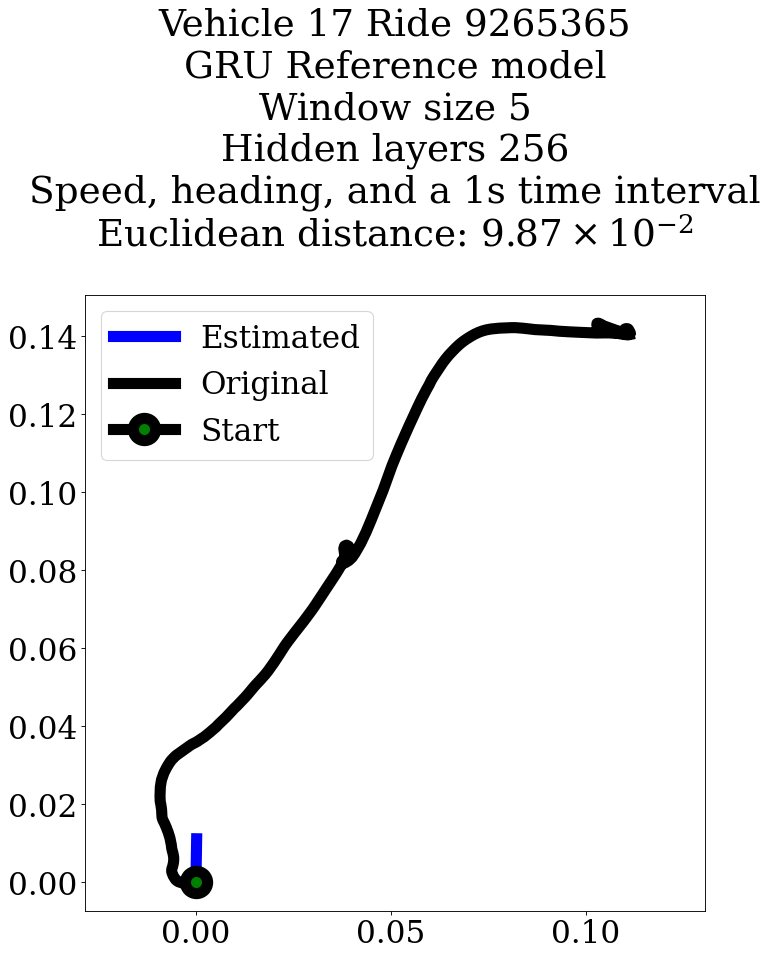 Vehicle 17 Ride 9265365
GRU Reference model
Window size 5
Hidden layers 256
Speed, heading, and a 1s time interval
Euclidean distance: 9.87 × 10⁻²
Estimated
Original
Start
0.14
0.12
0.10
0.08
0.06
0.04
0.02
0.00
0.00 0.05 0.10